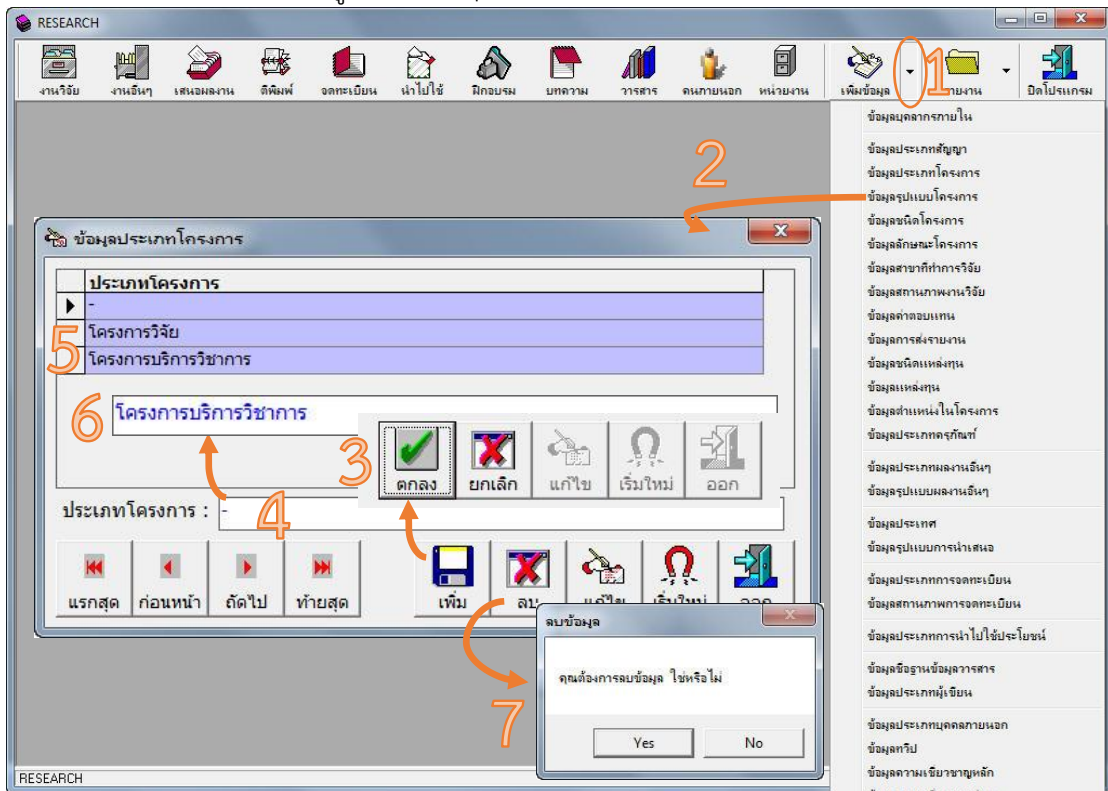 RESEARCH
งานวิจัย งานอื่นๆ เสนอผลงาน ตีพิมพ์ จดทะเบียน นำไปใช้ ฝึกอบรม บทความ วารสาร คนภายนอก หน่วยงาน เพิ่มข้อมูล รายงาน ปิดโปรแกรม
1
ข้อมูลบุคลากรภายใน
ข้อมูลประเภทสัญญา
ข้อมูลประเภทโครงการ
ข้อมูลรูปแบบโครงการ
ข้อมูลชนิดโครงการ
ข้อมูลลักษณะโครงการ
ข้อมูลสาขาที่ทำการวิจัย
ข้อมูลสถานภาพงานวิจัย
ข้อมูลค่าตอบแทน
ข้อมูลการส่งรายงาน
ข้อมูลชนิดแหล่งทุน
ข้อมูลแหล่งทุน
ข้อมูลตำแหน่งในโครงการ
ข้อมูลประเภทครุภัณฑ์
ข้อมูลประเภทผลงานอื่นๆ
ข้อมูลรูปแบบผลงานอื่นๆ
ข้อมูลประเทศ
ข้อมูลรูปแบบการนำเสนอ
ข้อมูลประเภทการจดทะเบียน
ข้อมูลสถานภาพการจดทะเบียน
ข้อมูลประเภทการนำไปใช้ประโยชน์
ข้อมูลชื่อฐานข้อมูลวารสาร
ข้อมูลประเภทผู้เขียน
ข้อมูลประเภทบุคคลภายนอก
ข้อมูลทวีป
ข้อมูลความเชี่ยวชาญหลัก
2
ข้อมูลประเภทโครงการ
ประเภทโครงการ
-
โครงการวิจัย
5
โครงการบริการวิชาการ
6
โครงการบริการวิชาการ
3
ตกลง ยกเลิก แก้ไข เริ่มใหม่ ออก
ประเภทโครงการ : -
4
แรกสุด ก่อนหน้า ถัดไป ท้ายสุด เพิ่ม ลบ แก้ไข เริ่มใหม่ ออก
ลบข้อมูล
คุณต้องการลบข้อมูล ใช่หรือไม่
7
Yes No
RESEARCH